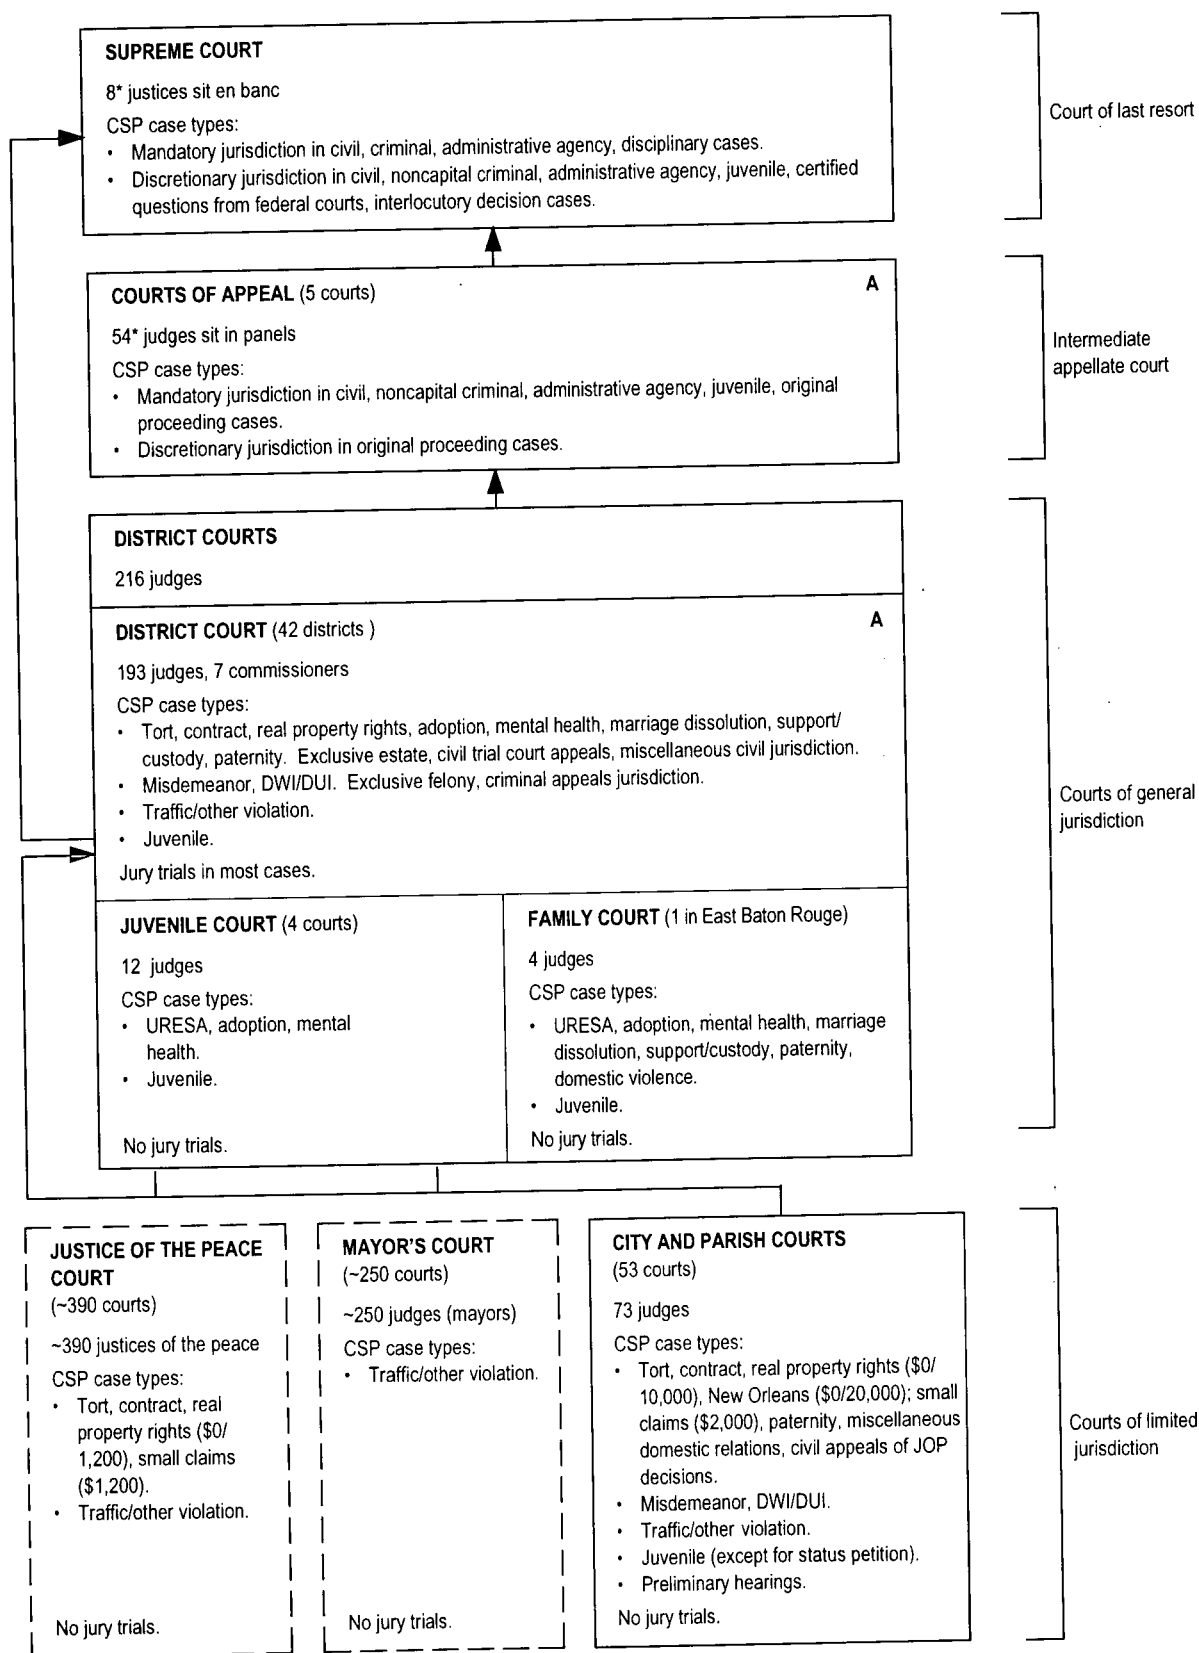 SUPREME COURT
8* justices sit en banc
CSP case types:
• Mandatory jurisdiction in civil, criminal, administrative agency, disciplinary cases.
• Discretionary jurisdiction in civil, noncapital criminal, administrative agency, juvenile, certified
questions from federal courts, interlocutory decision cases.
Court of last resort
COURTS OF APPEAL (5 courts)
A
54* judges sit in panels
CSP case types:
• Mandatory jurisdiction in civil, noncapital criminal, administrative agency, juvenile, original
proceeding cases.
• Discretionary jurisdiction in original proceeding cases.
Intermediate
appellate court
DISTRICT COURTS
216 judges
DISTRICT COURT (42 districts )
A
193 judges, 7 commissioners
CSP case types:
• Tort, contract, real property rights, adoption, mental health, marriage dissolution, support/
custody, paternity. Exclusive estate, civil trial court appeals, miscellaneous civil jurisdiction.
• Misdemeanor, DWI/DUI. Exclusive felony, criminal appeals jurisdiction.
• Traffic/other violation.
• Juvenile.
Jury trials in most cases.
Courts of general
jurisdiction
JUVENILE COURT (4 courts)
12 judges
CSP case types:
• URESA, adoption, mental
health.
• Juvenile.
No jury trials.
FAMILY COURT (1 in East Baton Rouge)
4 judges
CSP case types:
• URESA, adoption, mental health, marriage
dissolution, support/custody, paternity,
domestic violence.
• Juvenile.
No jury trials.
JUSTICE OF THE PEACE
COURT
(~390 courts)
~390 justices of the peace
CSP case types:
• Tort, contract, real
property rights ($0/
1,200), small claims
($1,200).
• Traffic/other violation.
No jury trials.
MAYOR'S COURT
(~250 courts)
~250 judges (mayors)
CSP case types:
• Traffic/other violation.
No jury trials.
CITY AND PARISH COURTS
(53 courts)
73 judges
CSP case types:
• Tort, contract, real property rights ($0/
10,000), New Orleans ($0/20,000); small
claims ($2,000), paternity, miscellaneous
domestic relations, civil appeals of JOP
decisions.
• Misdemeanor, DWI/DUI.
• Traffic/other violation.
• Juvenile (except for status petition).
• Preliminary hearings.
No jury trials.
Courts of limited
jurisdiction